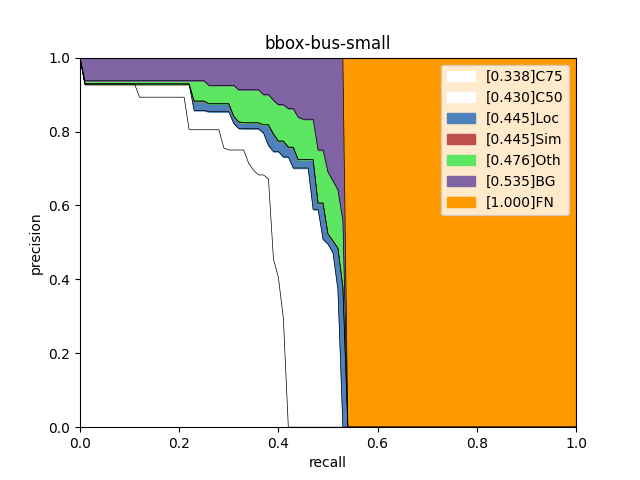 bbox-bus-small
1.0
0.8
0.6
0.4
0.2
0.0
precision
[0.338]C75
[0.430]C50
[0.445]Loc
[0.445]Sim
[0.476]Oth
[0.535]BG
[1.000]FN
0.0 0.2 0.4 0.6 0.8 1.0
recall